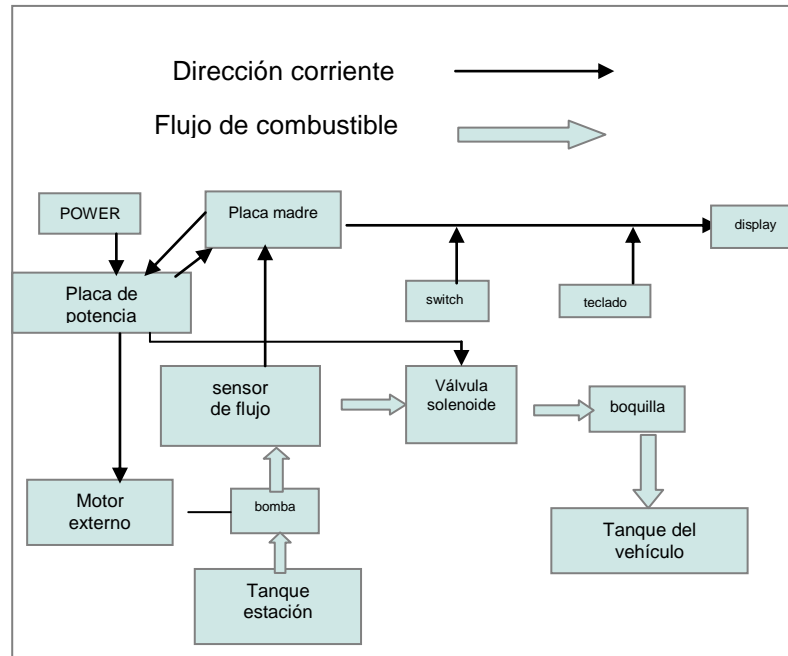 Dirección corriente
Flujo de combustible
POWER
Placa madre
display
switch
teclado
Placa de
potencia
sensor
de flujo
Válvula
solenoide
boquilla
Motor
externo
bomba
Tanque del
vehículo
Tanque
estación